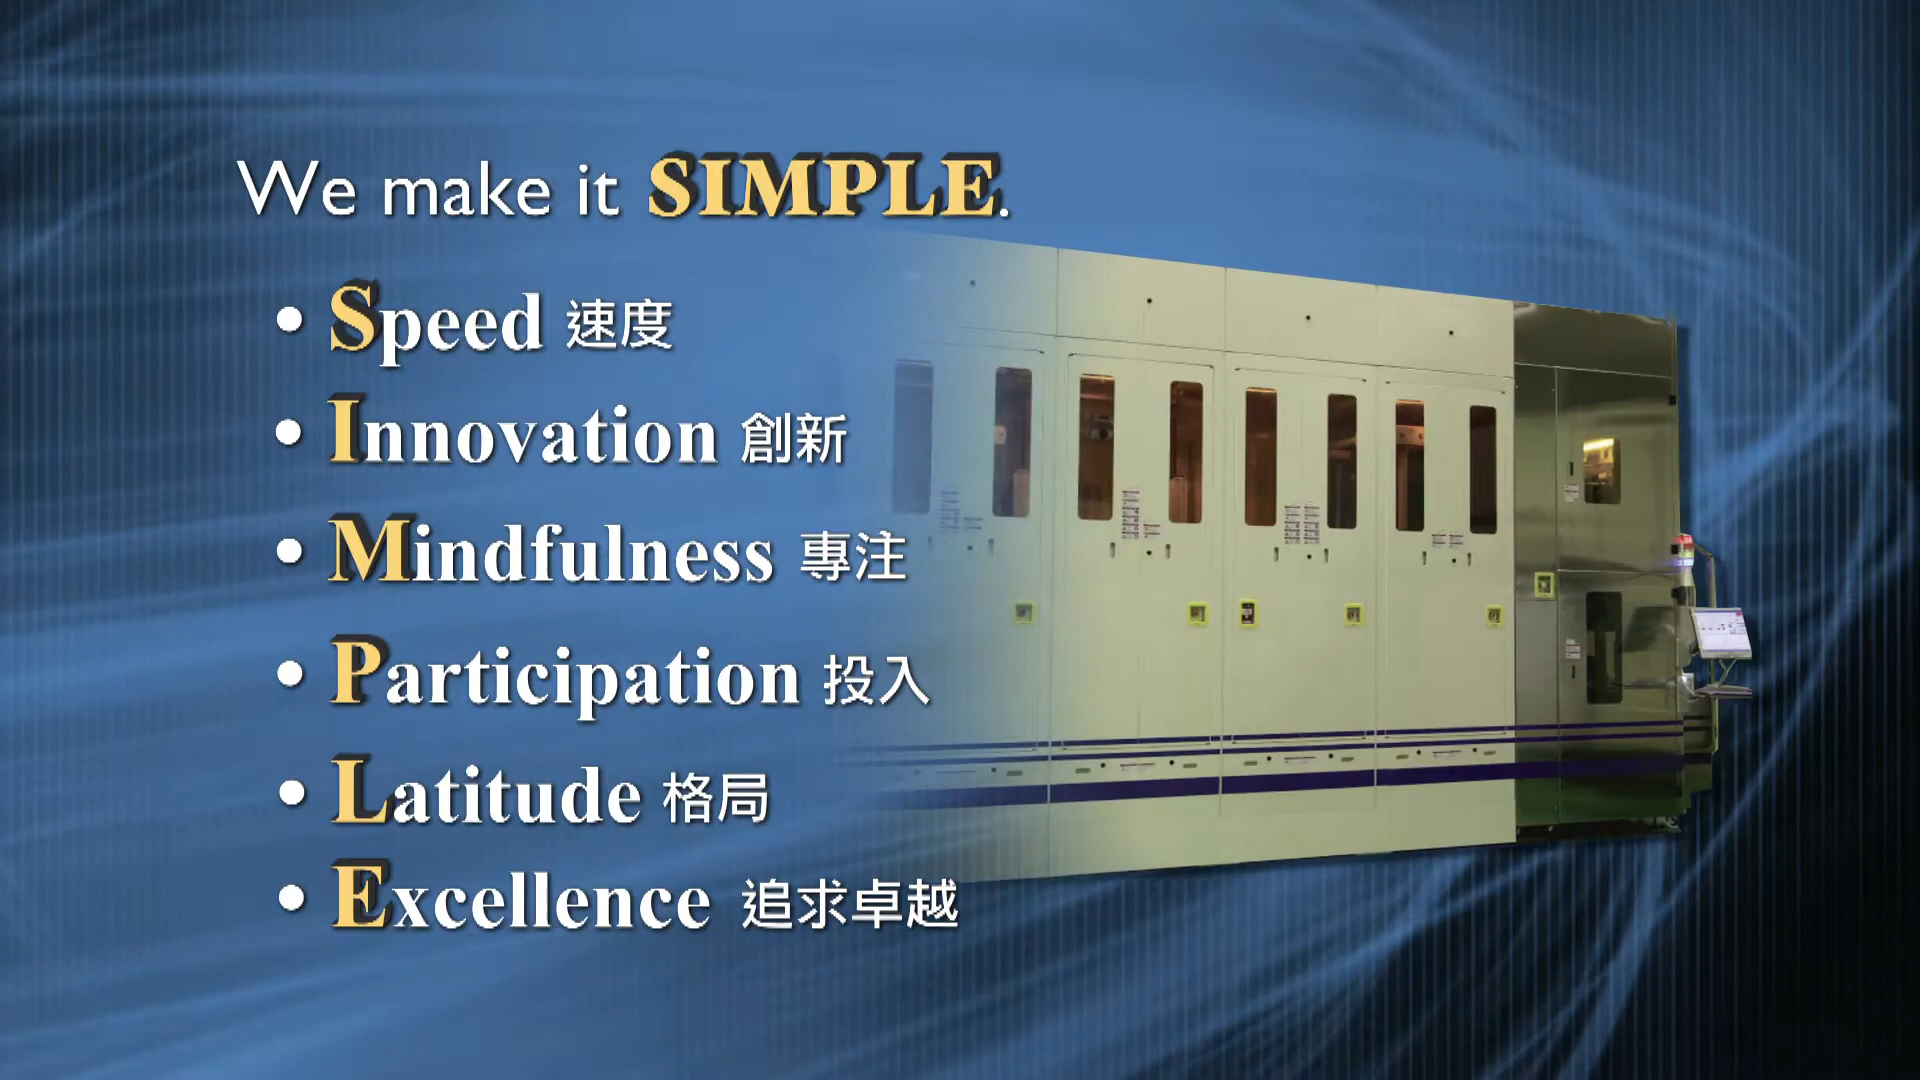 We make it SIMPLE.
• Speed 速度
• Innovation 創新
• Mindfulness 專注
• Participation 投入
• Latitude 格局
• Excellence 追求卓越